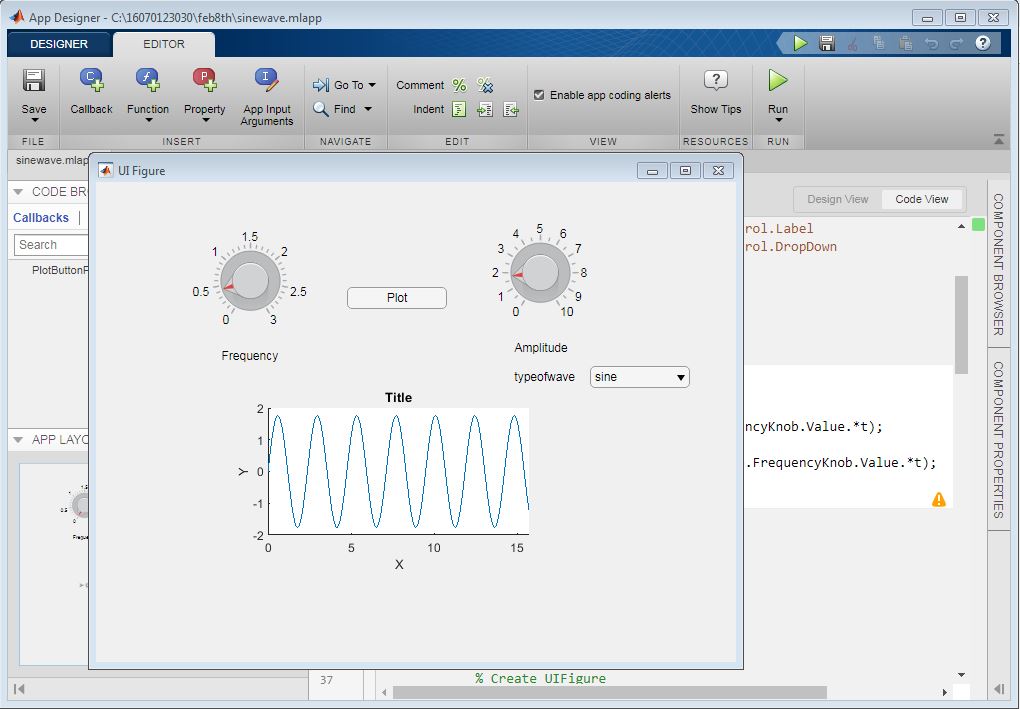 App Designer - C:\16070123030\feb8th\sinewave.mlapp
DESIGNER EDITOR
Save Callback Function Property App Input Arguments
Go To
Find
Comment
Indent
Enable app coding alerts
Show Tips
Run
FILE INSERT NAVIGATE EDIT VIEW RESOURCES RUN
sinewave.mlap
CODE BR
Callbacks
Search
PlotButtonP
APP LAYO
UI Figure
Design View Code View
rol.Label
rol.DropDown
COMPONENT BROWSER
COMPONENT PROPERTIES
0 0.5 1 1.5 2 2.5 3
Frequency
Plot
0 1 2 3 4 5 6 7 8 9 10
Amplitude
typeofwave sine
Title
2
1
0
-1
-2
Y
0 5 10 15
X
ncyKnob.Value.*t);
.FrequencyKnob.Value.*t);
37 % Create UIFigure